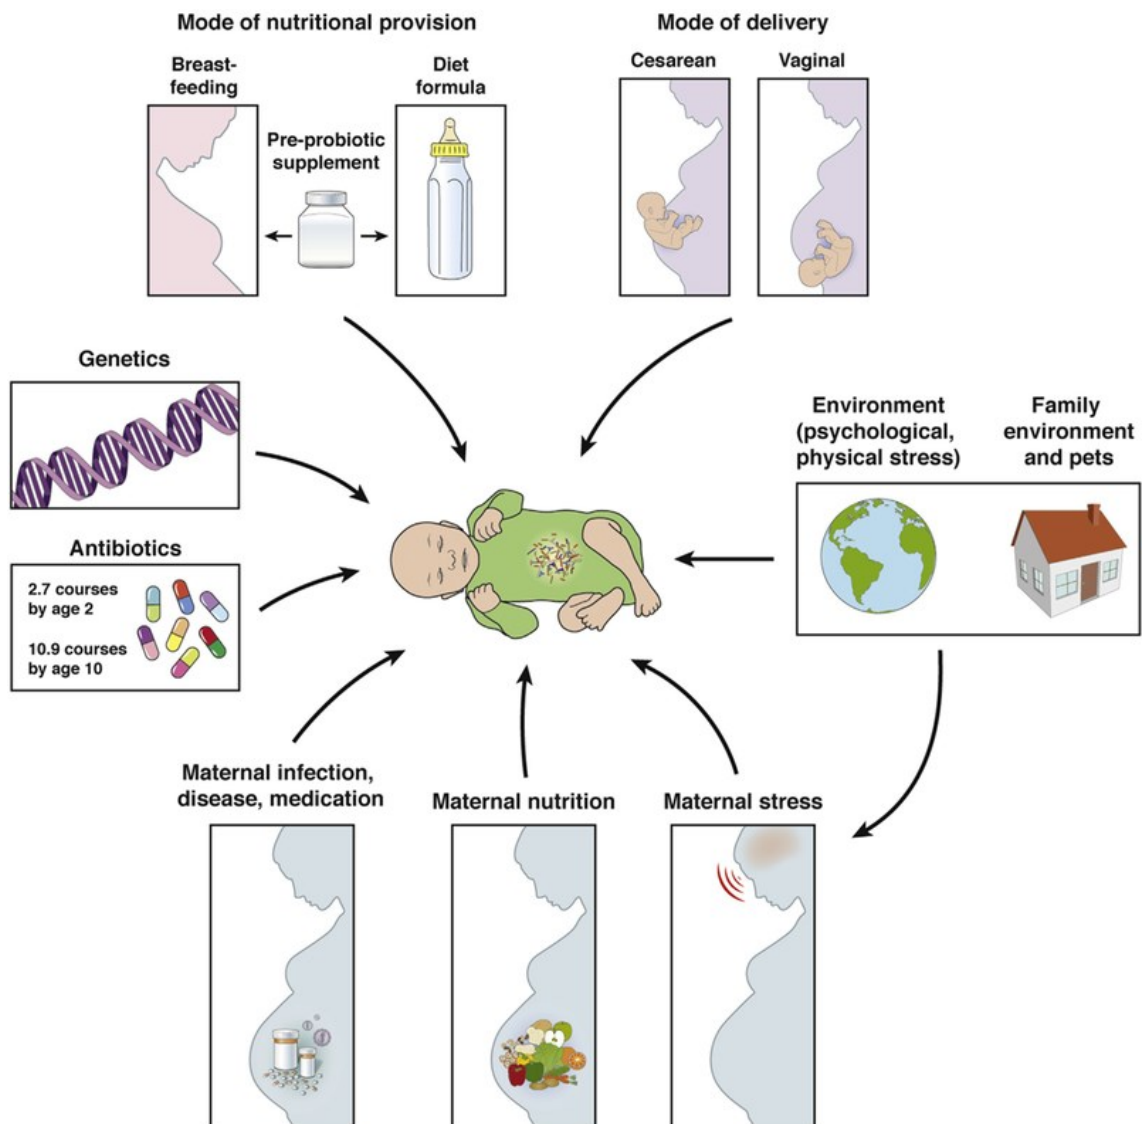 Mode of nutritional provision
Breast-
feeding
Pre-probiotic
supplement
Diet
formula
Mode of delivery
Cesarean
Vaginal
Genetics
Antibiotics
2.7 courses
by age 2
10.9 courses
by age 10
Environment
(psychological,
physical stress)
Family
environment
and pets
Maternal infection,
disease, medication
Maternal nutrition
Maternal stress